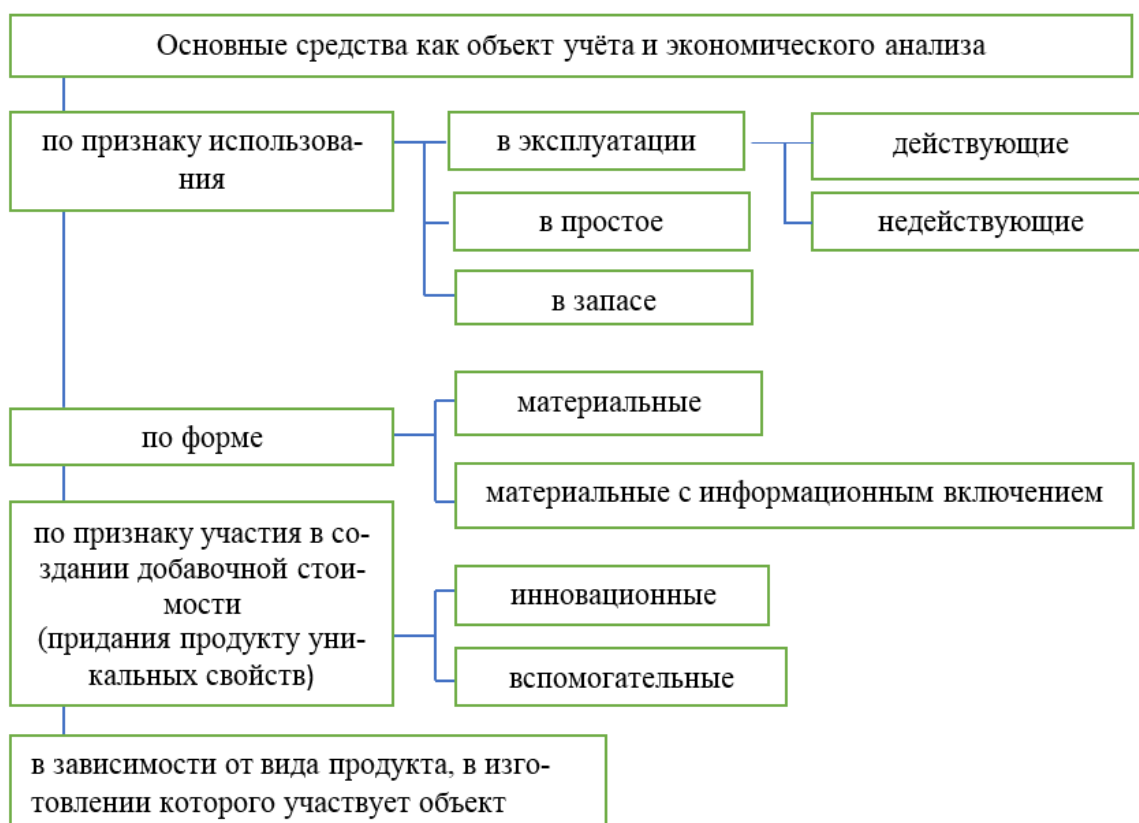 Основные средства как объект учёта и экономического анализа
по признаку использова-
ния
в эксплуатации
действующие
недействующие
в простое
в запасе
по форме
материальные
материальные с информационным включением
по признаку участия в со-
здании добавочной стои-
мости
(придания продукту уни-
кальных свойств)
инновационные
вспомогательные
в зависимости от вида продукта, в изго-
товлении которого участвует объект